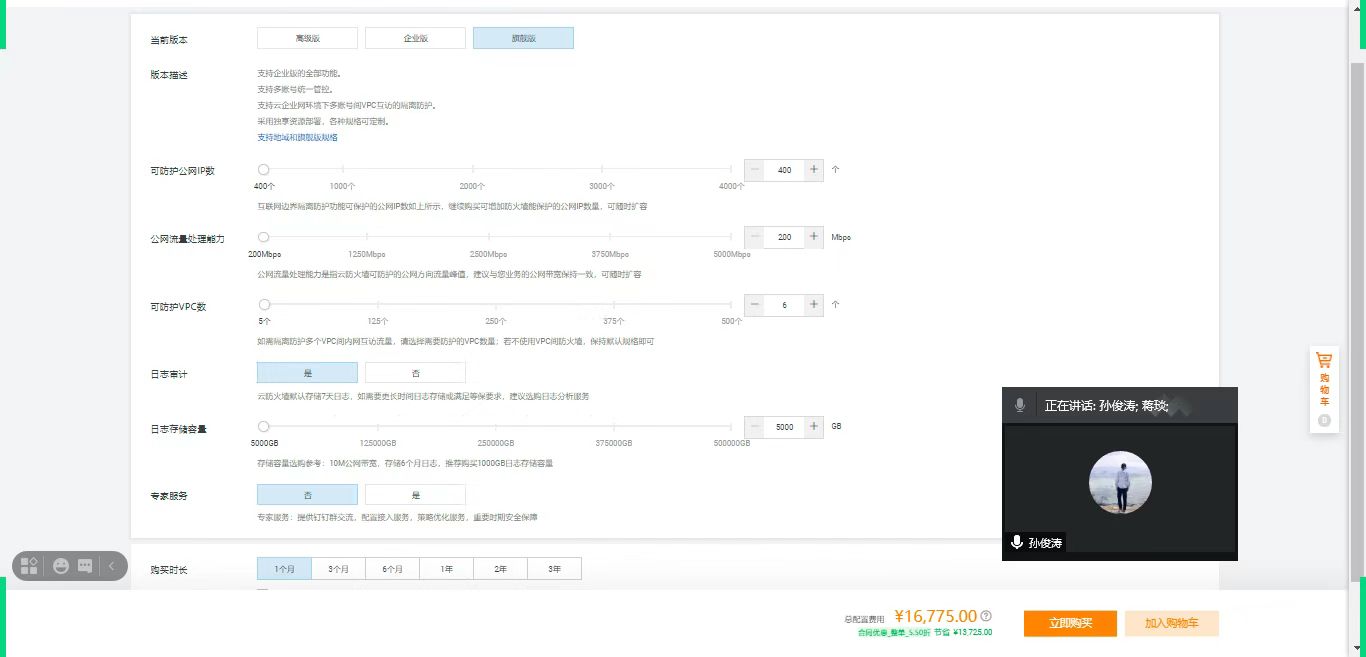 当前版本 高级版 企业版 旗舰版
版本描述 支持企业版的全部功能。
支持多账号统一管控。
支持云企业网环境下多账号间VPC互访的隔离防护。
采用独享资源部署，各种规格可定制。
支持地域和旗舰版规格
可防护公网IP数 − 400 + 个
400个 1000个 2000个 3000个 4000个
互联网边界隔离防护功能可保护的公网IP数如上所示，继续购买可增加防火墙能保护的公网IP数量，可随时扩容
公网流量处理能力 − 200 + Mbps
200Mbps 1250Mbps 2500Mbps 3750Mbps 5000Mbps
公网流量处理能力是指云防火墙可防护的公网方向流量峰值，建议与您业务的公网带宽保持一致，可随时扩容
可防护VPC数 − 6 + 个
5个 125个 250个 375个 500个
如需隔离防护多个VPC间内网互访流量，请选择需要防护的VPC数量；若不使用VPC间防火墙，保持默认规格即可
日志审计 是 否
云防火墙默认存储7天日志，如需要更长时间日志存储或满足等保要求，建议选购日志分析服务
日志存储容量 − 5000 + GB
5000GB 125000GB 250000GB 375000GB 500000GB
存储容量选购参考：10M公网带宽，存储6个月日志，推荐购买1000GB日志存储容量
专家服务 否 是
专家服务：提供钉钉群交流，配置接入服务，策略优化服务，重要时期安全保障
购买时长 1个月 3个月 6个月 1年 2年 3年
总配置费用 ¥16,775.00 ?
合同优惠_整单_5.50折 节省 ¥13,725.00
立即购买 加入购物车
购物车
0
正在讲话: 孙俊涛; 蒋琰;
孙俊涛